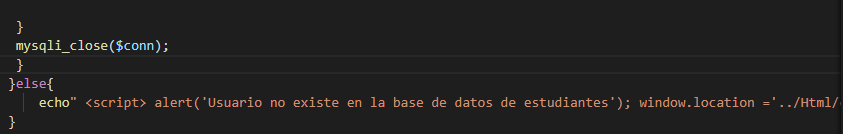 }
mysqli_close($conn);
}
}else{
echo" <script> alert('Usuario no existe en la base de datos de estudiantes'); window.location ='../Html/
}